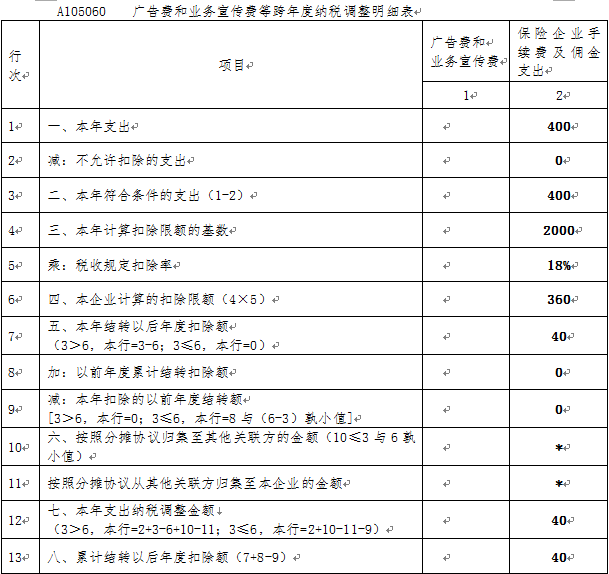 A105060 广告费和业务宣传费等跨年度纳税调整明细表
行次 项目 广告费和业务宣传费 保险企业手续费及佣金支出
1 2
1 一、本年支出 400
2 减：不允许扣除的支出 0
3 二、本年符合条件的支出（1-2） 400
4 三、本年计算扣除限额的基数 2000
5 乘：税收规定扣除率 18%
6 四、本企业计算的扣除限额（4×5） 360
7 五、本年结转以后年度扣除额
（3＞6，本行=3-6；3≤6，本行=0） 40
8 加：以前年度累计结转扣除额 0
9 减：本年扣除的以前年度结转额
[3＞6，本行=0；3≤6，本行=8 与（6-3）孰小值] 0
10 六、按照分摊协议归集至其他关联方的金额（10≤3 与 6 孰
小值） *
11 按照分摊协议从其他关联方归集至本企业的金额 *
12 七、本年支出纳税调整金额
（3＞6，本行=2+3-6+10-11；3≤6，本行=2+10-11-9） 40
13 八、累计结转以后年度扣除额（7+8-9） 40